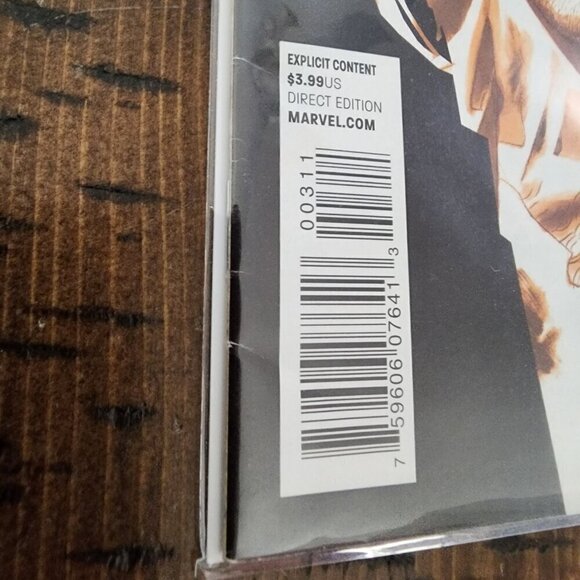 EXPLICIT CONTENT
$3.99US
DIRECT EDITION
MARVEL.COM
00311
7 59606 07641 3